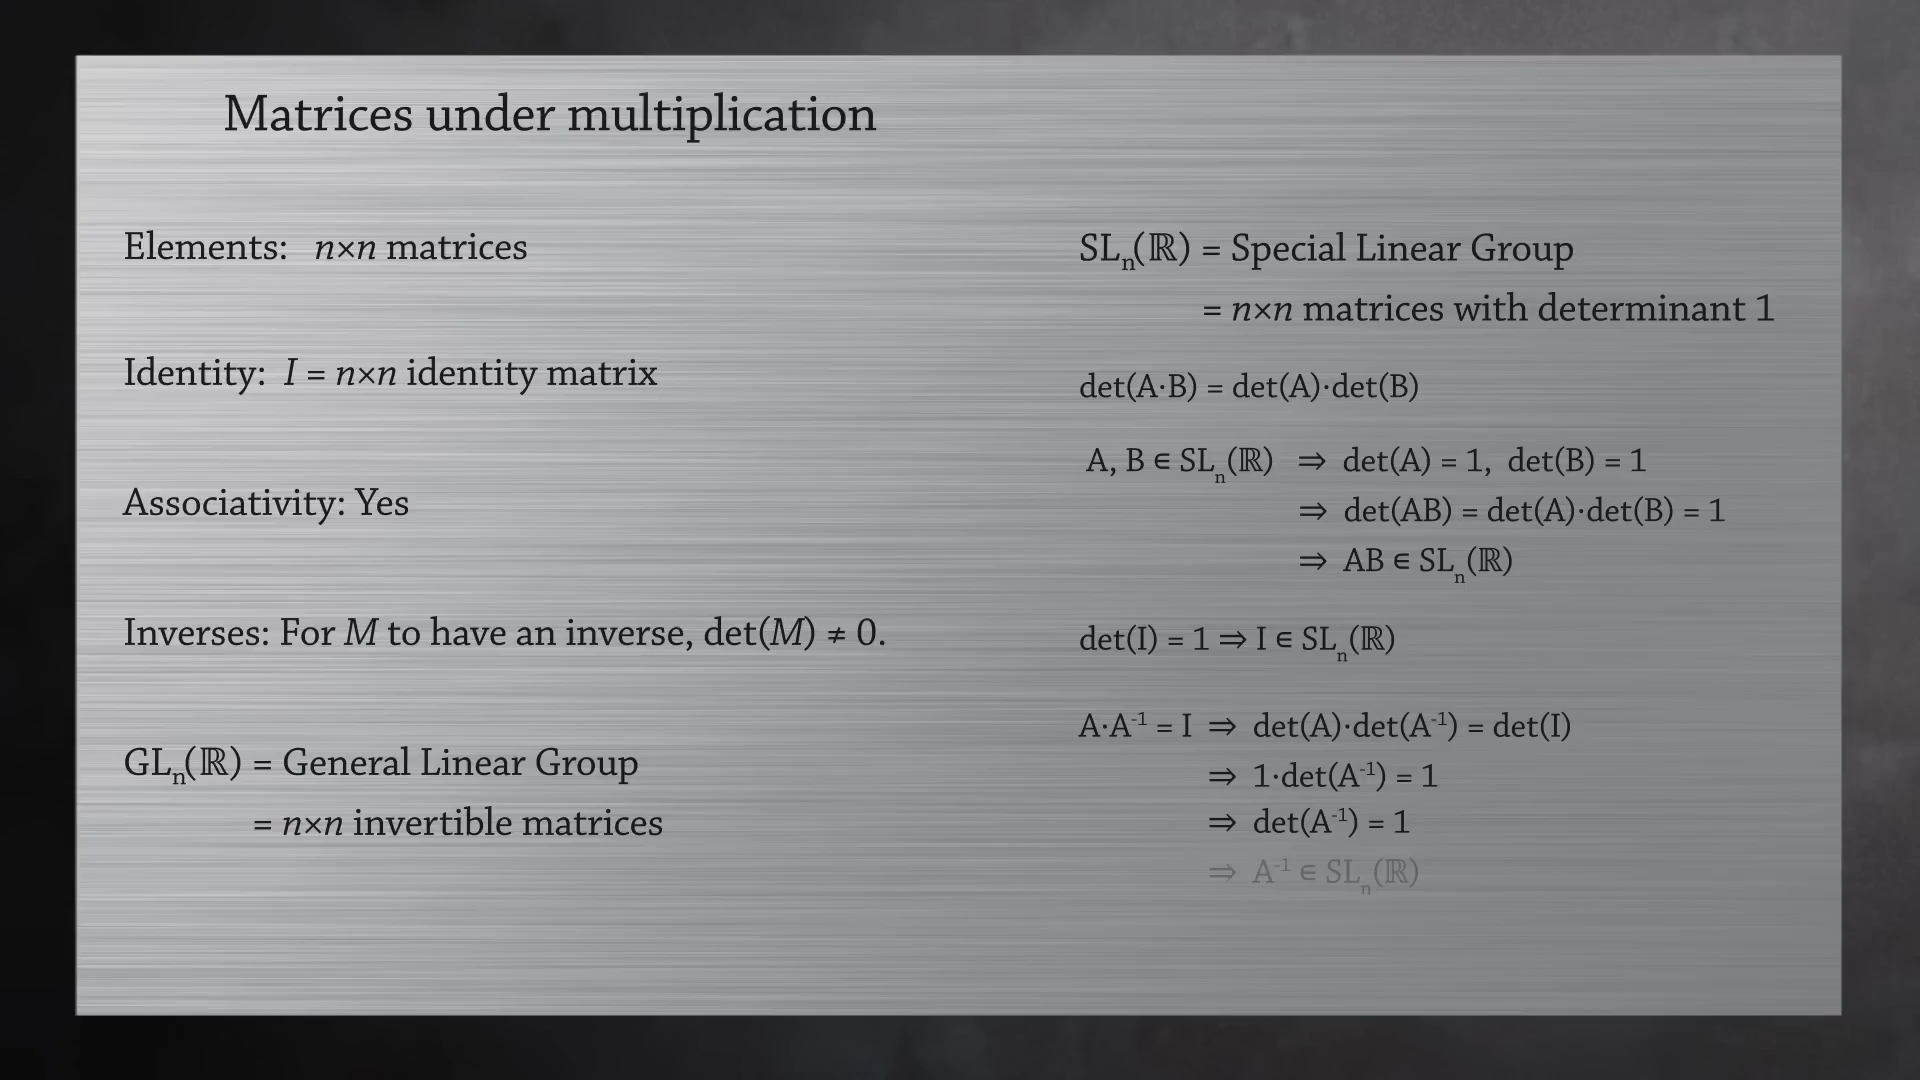 Matrices under multiplication
Elements: n×n matrices
Identity: I = n×n identity matrix
Associativity: Yes
Inverses: For M to have an inverse, det(M) ≠ 0.
GLₙ(ℝ) = General Linear Group
= n×n invertible matrices
SLₙ(ℝ) = Special Linear Group
= n×n matrices with determinant 1
det(A·B) = det(A)·det(B)
A, B ∈ SLₙ(ℝ) ⇒ det(A) = 1, det(B) = 1
⇒ det(AB) = det(A)·det(B) = 1
⇒ AB ∈ SLₙ(ℝ)
det(I) = 1 ⇒ I ∈ SLₙ(ℝ)
A·A⁻¹ = I ⇒ det(A)·det(A⁻¹) = det(I)
⇒ 1·det(A⁻¹) = 1
⇒ det(A⁻¹) = 1
⇒ A⁻¹ ∈ SLₙ(ℝ)